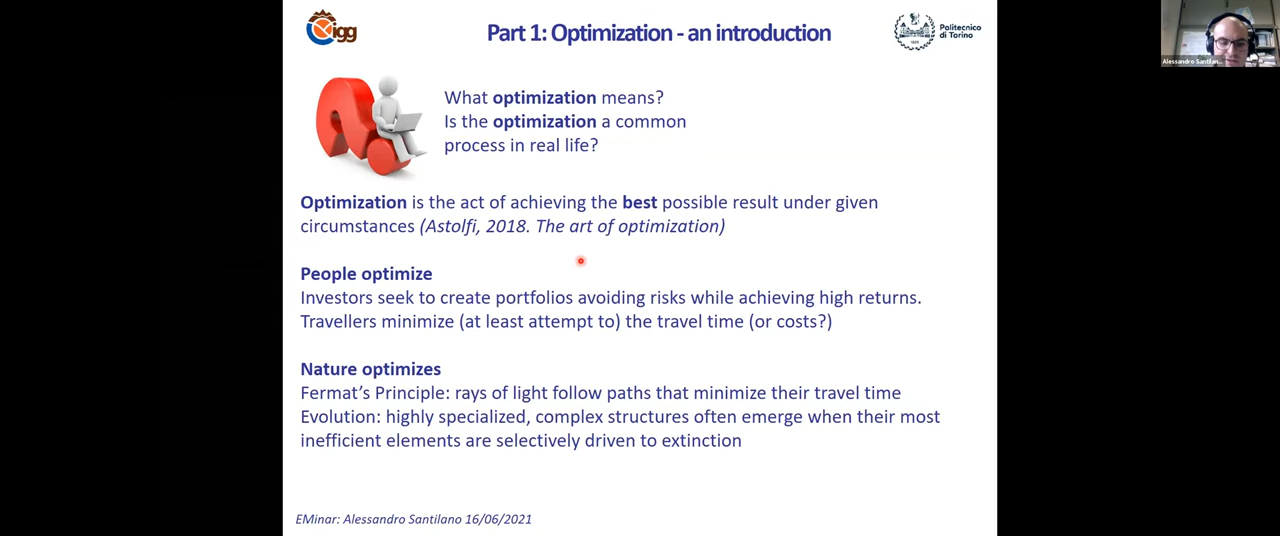 igg
Part 1: Optimization - an introduction
Politecnico
di Torino
Alessandro Santilan...
What optimization means?
Is the optimization a common
process in real life?
Optimization is the act of achieving the best possible result under given
circumstances (Astolfi, 2018. The art of optimization)
People optimize
Investors seek to create portfolios avoiding risks while achieving high returns.
Travellers minimize (at least attempt to) the travel time (or costs?)
Nature optimizes
Fermat's Principle: rays of light follow paths that minimize their travel time
Evolution: highly specialized, complex structures often emerge when their most
inefficient elements are selectively driven to extinction
EMinar: Alessandro Santilano 16/06/2021